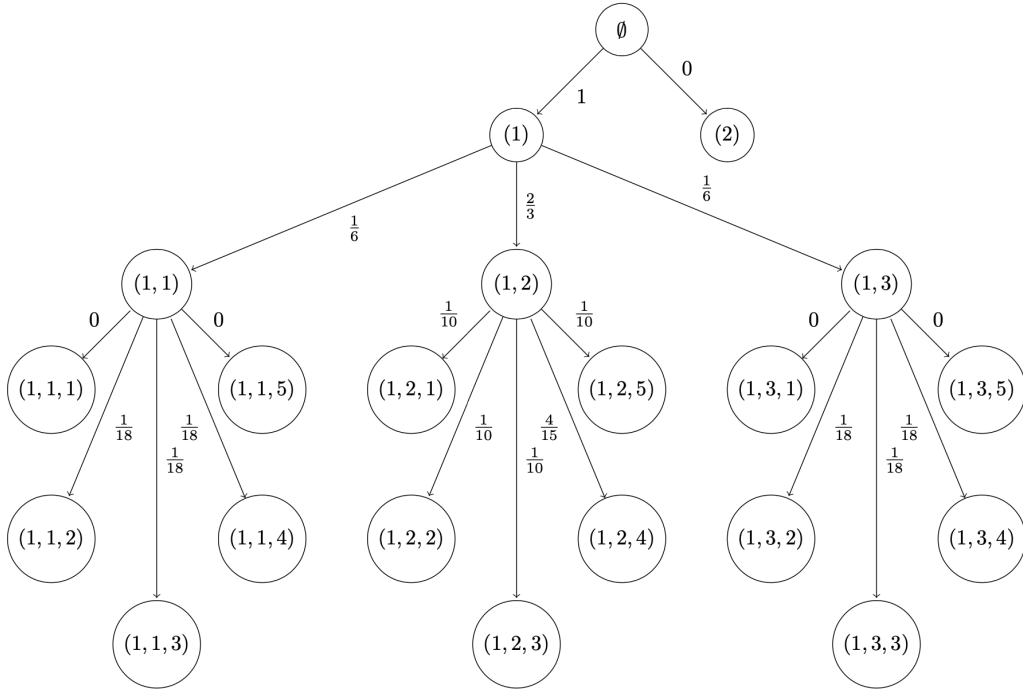 ∅
0
1
(1) (2)
1/6
2/3
1/6
(1, 1) (1, 2) (1, 3)
0 0 1/10 1/10 0 0
(1, 1, 1) (1, 1, 5) (1, 2, 1) (1, 2, 5) (1, 3, 1) (1, 3, 5)
1/18 1/18 1/10 4/15 1/18 1/18
1/18 1/10 1/18
(1, 1, 2) (1, 1, 4) (1, 2, 2) (1, 2, 4) (1, 3, 2) (1, 3, 4)
(1, 1, 3) (1, 2, 3) (1, 3, 3)